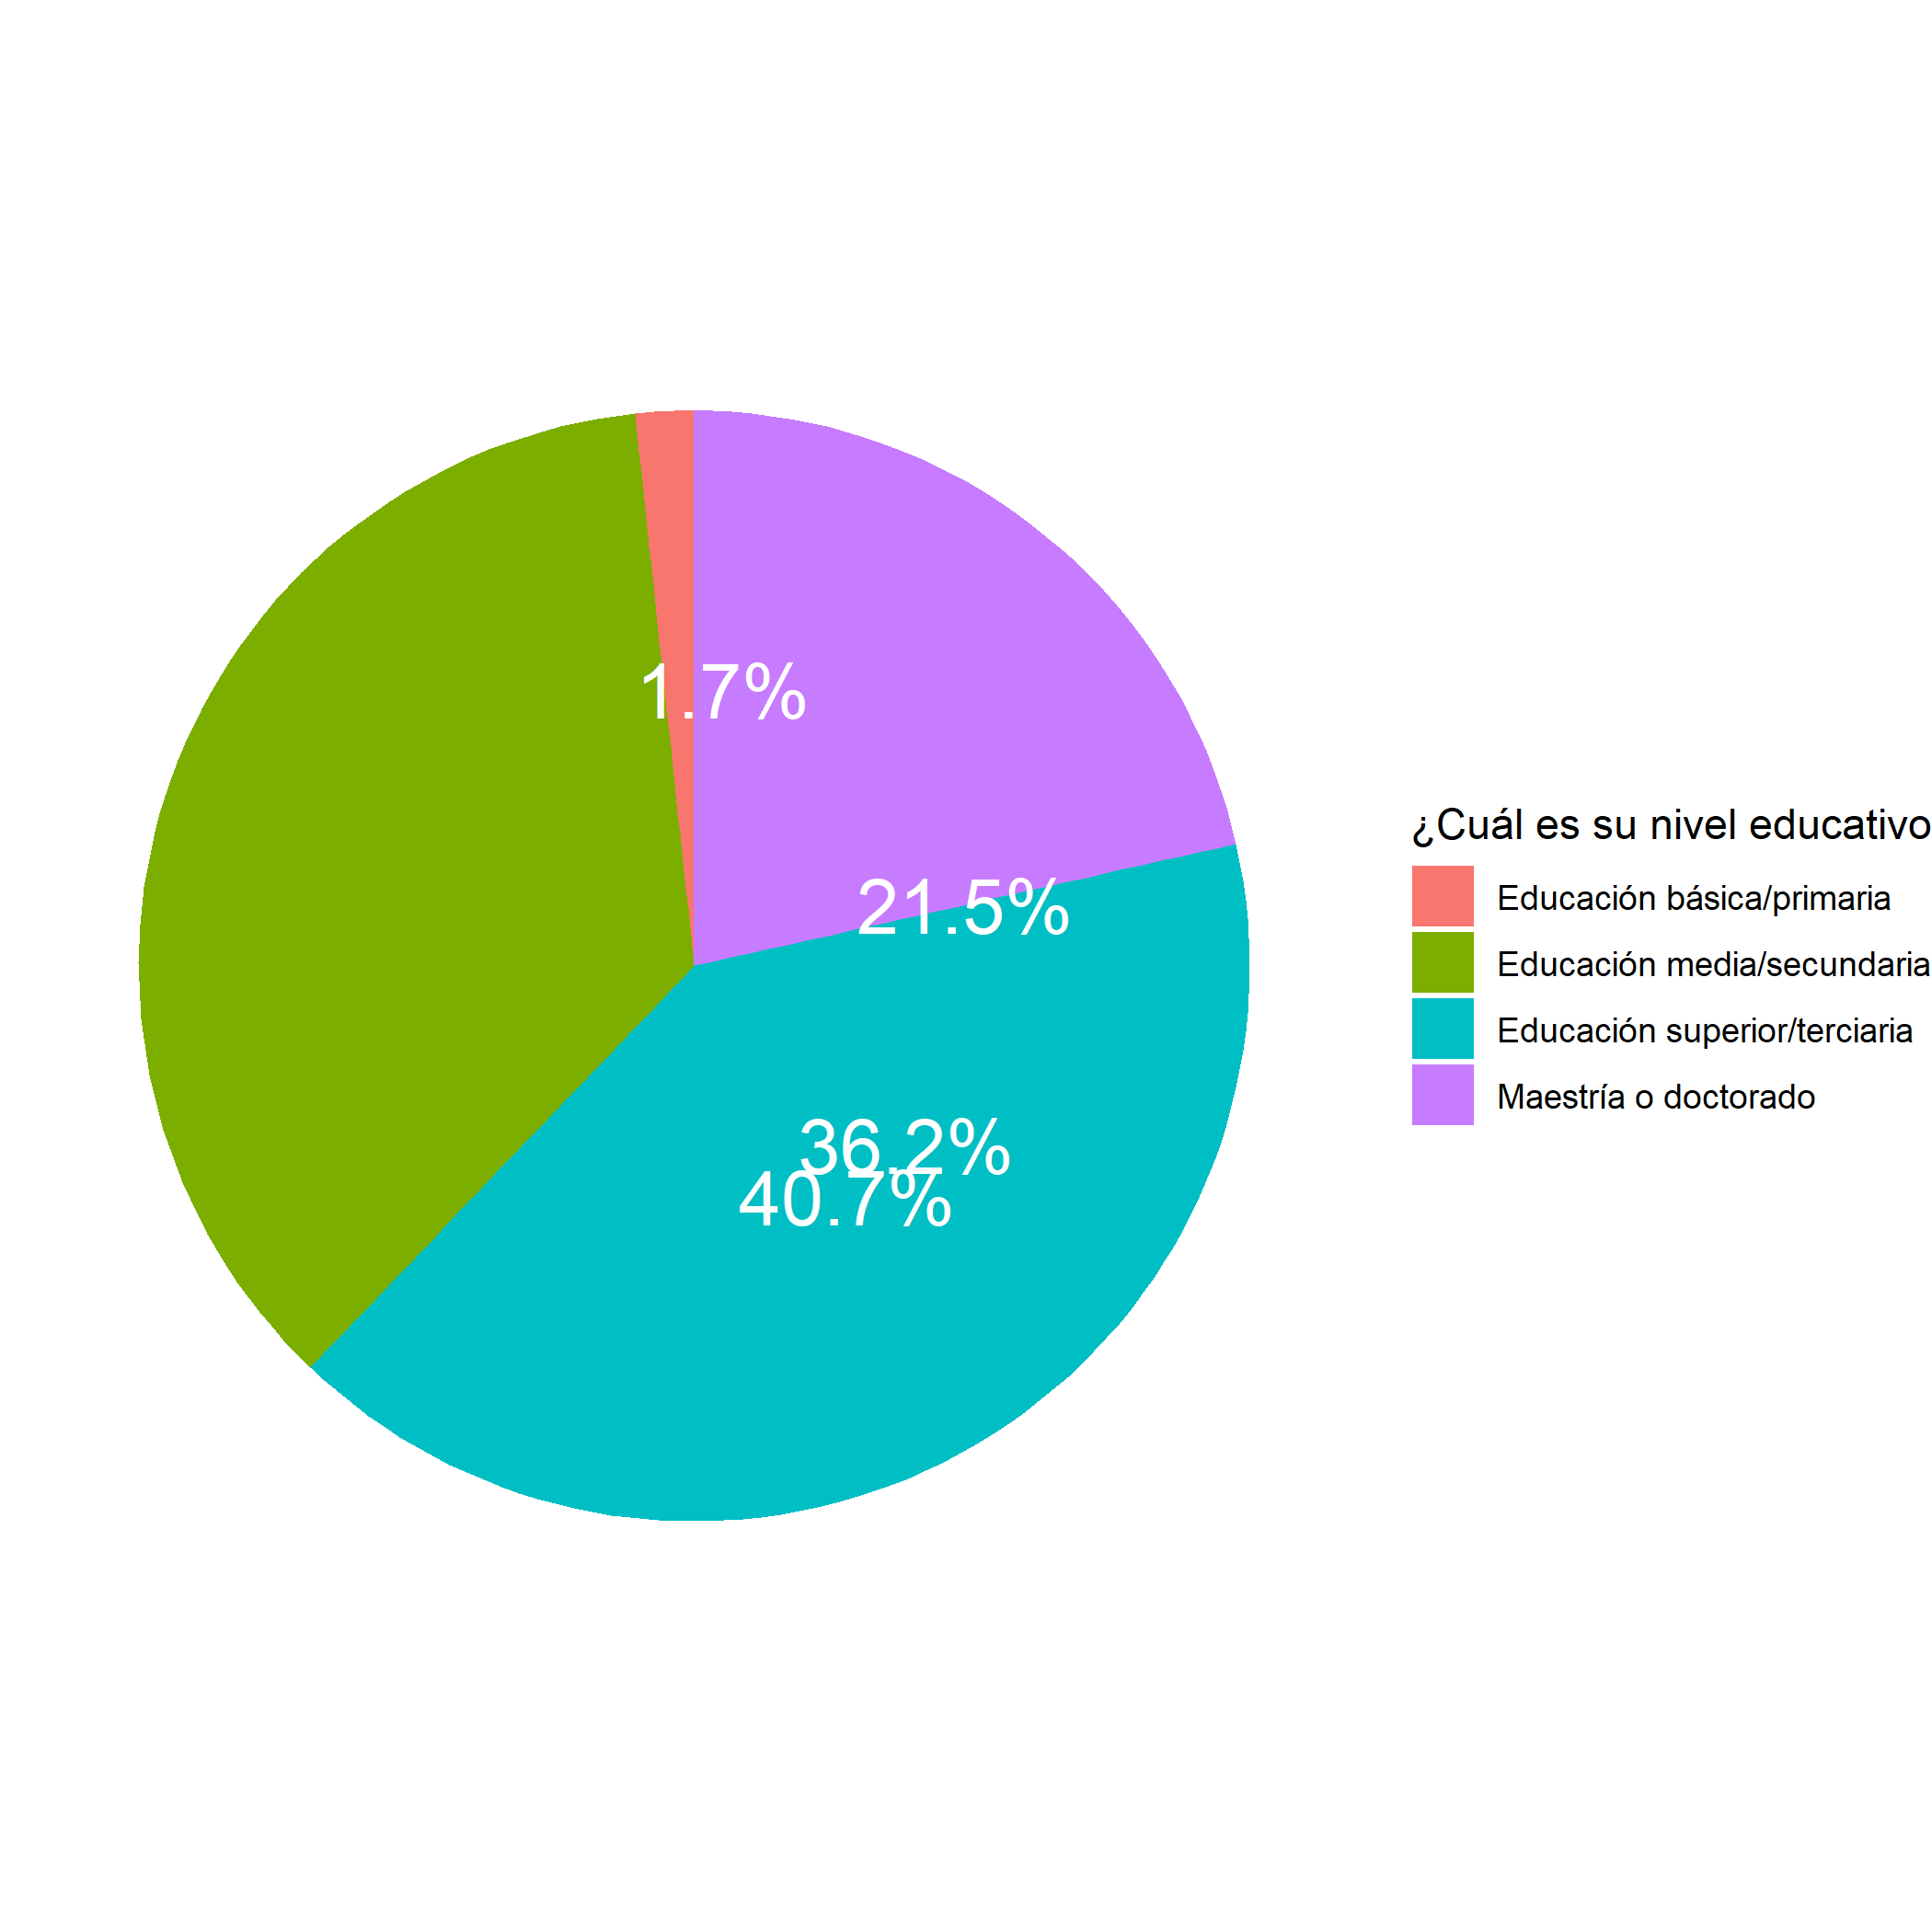 1.7%
21.5%
36.2%
40.7%
¿Cuál es su nivel educativo
Educación básica/primaria
Educación media/secundaria
Educación superior/terciaria
Maestría o doctorado